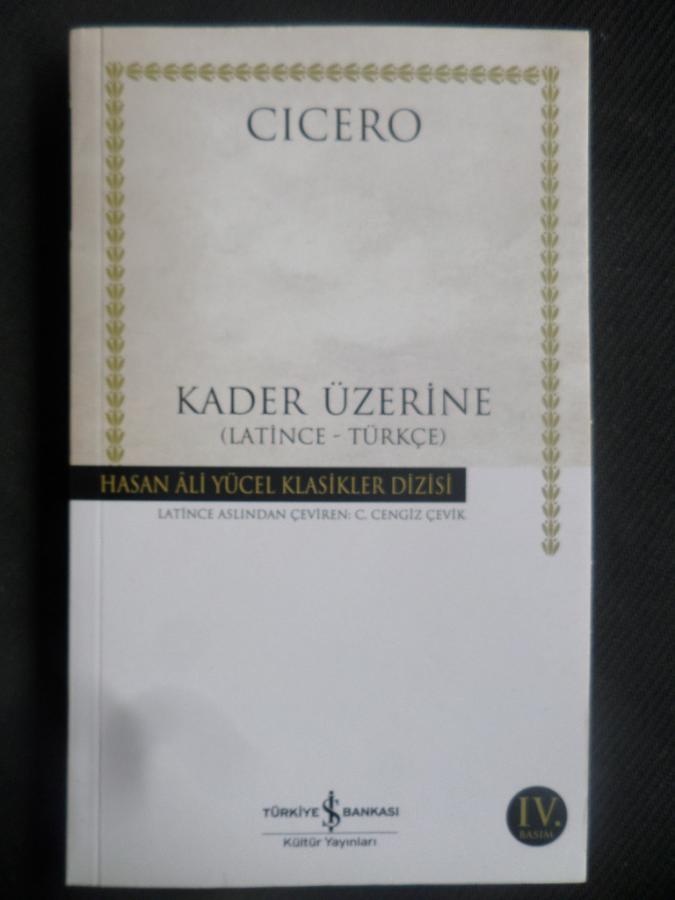 CICERO
KADER ÜZERİNE
(LATİNCE - TÜRKÇE)
HASAN ÂLİ YÜCEL KLASİKLER DİZİSİ
LATİNCE ASLINDAN ÇEVİREN: C. CENGİZ ÇEVİK
TÜRKİYE İŞ BANKASI
Kültür Yayınları
IV.
BASIM